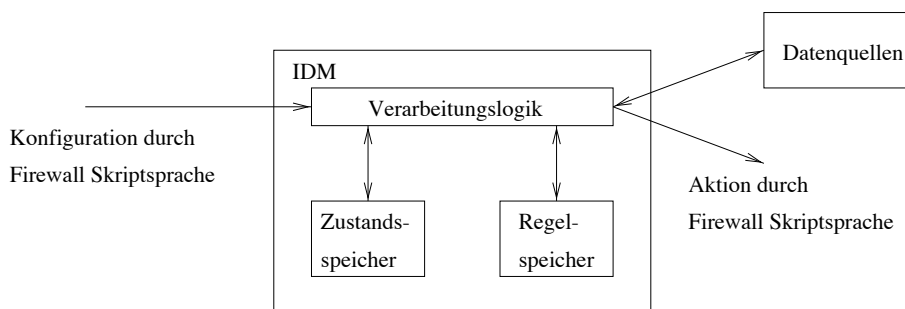 Datenquellen
IDM
Verarbeitungslogik
Konfiguration durch
Firewall Skriptsprache
Zustands-
speicher
Regel-
speicher
Aktion durch
Firewall Skriptsprache